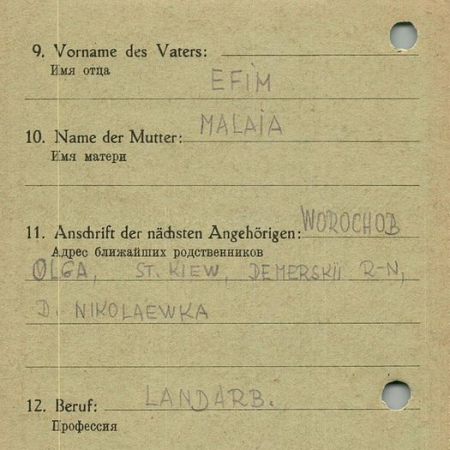 9. Vorname des Vaters:
Имя отца
EFIM
10. Name der Mutter: MALAIA
Имя матери
11. Anschrift der nächsten Angehörigen: WOROCHOB
Адрес ближайших родственников
OLGA, ST. KIEW, DEMERSKII R-N,
D. NIKOLAEWKA
12. Beruf: LANDARB.
Профессия